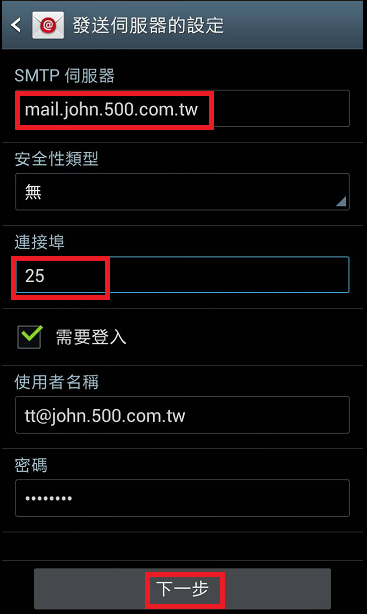 發送伺服器的設定
SMTP 伺服器
mail.john.500.com.tw
安全性類型
無
連接埠
25
需要登入
使用者名稱
tt@john.500.com.tw
密碼
••••••••
下一步